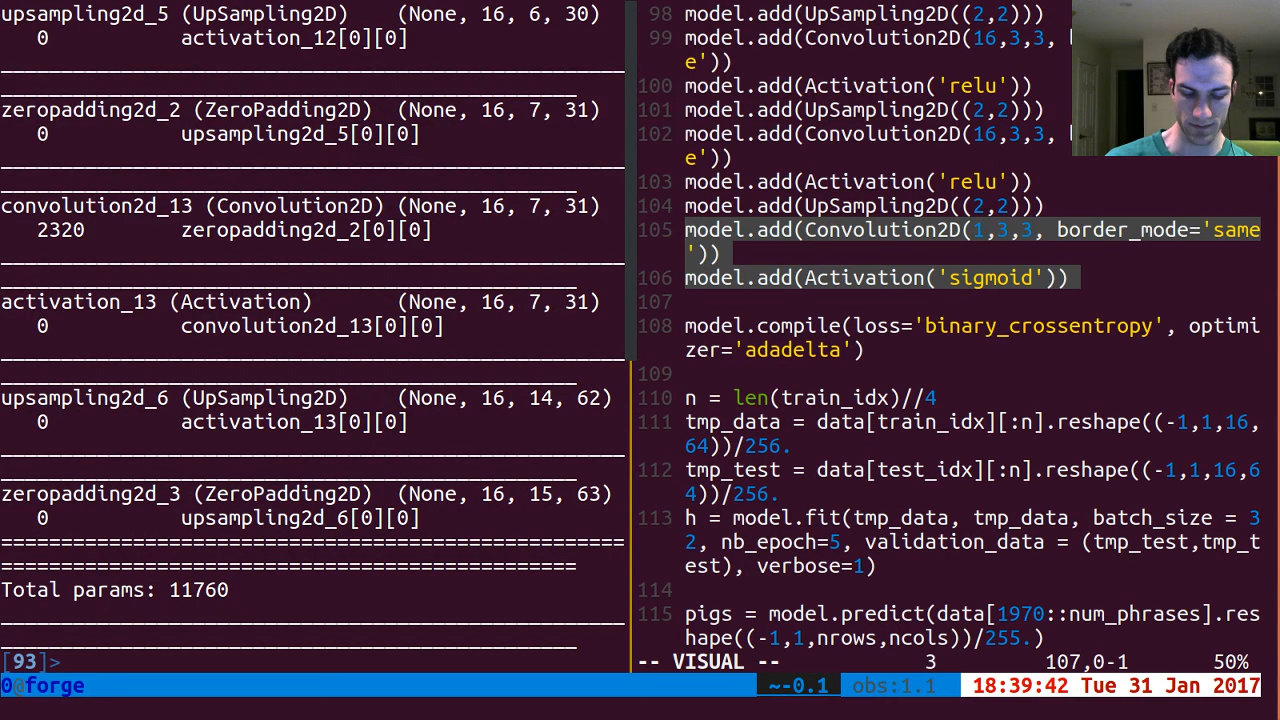 upsampling2d_5 (UpSampling2D)    (None, 16, 6, 30)
0           activation_12[0][0]
zeropadding2d_2 (ZeroPadding2D)  (None, 16, 7, 31)
0           upsampling2d_5[0][0]
convolution2d_13 (Convolution2D) (None, 16, 7, 31)
2320        zeropadding2d_2[0][0]
activation_13 (Activation)       (None, 16, 7, 31)
0           convolution2d_13[0][0]
upsampling2d_6 (UpSampling2D)    (None, 16, 14, 62)
0           activation_13[0][0]
zeropadding2d_3 (ZeroPadding2D)  (None, 16, 15, 63)
0           upsampling2d_6[0][0]
Total params: 11760
[93]>
98 model.add(UpSampling2D((2,2)))
99 model.add(Convolution2D(16,3,3,
e'))
100 model.add(Activation('relu'))
101 model.add(UpSampling2D((2,2)))
102 model.add(Convolution2D(16,3,3,
e'))
103 model.add(Activation('relu'))
104 model.add(UpSampling2D((2,2)))
105 model.add(Convolution2D(1,3,3, border_mode='same
'))
106 model.add(Activation('sigmoid'))
107
108 model.compile(loss='binary_crossentropy', optimi
zer='adadelta')
109
110 n = len(train_idx)//4
111 tmp_data = data[train_idx][:n].reshape((-1,1,16,
64))/256.
112 tmp_test = data[test_idx][:n].reshape((-1,1,16,6
4))/256.
113 h = model.fit(tmp_data, tmp_data, batch_size = 3
2, nb_epoch=5, validation_data = (tmp_test,tmp_t
est), verbose=1)
114
115 pigs = model.predict(data[1970::num_phrases].res
hape((-1,1,nrows,ncols))/255.)
-- VISUAL --          3         107,0-1       50%
0@forge ~-0.1 obs:1.1 18:39:42 Tue 31 Jan 2017